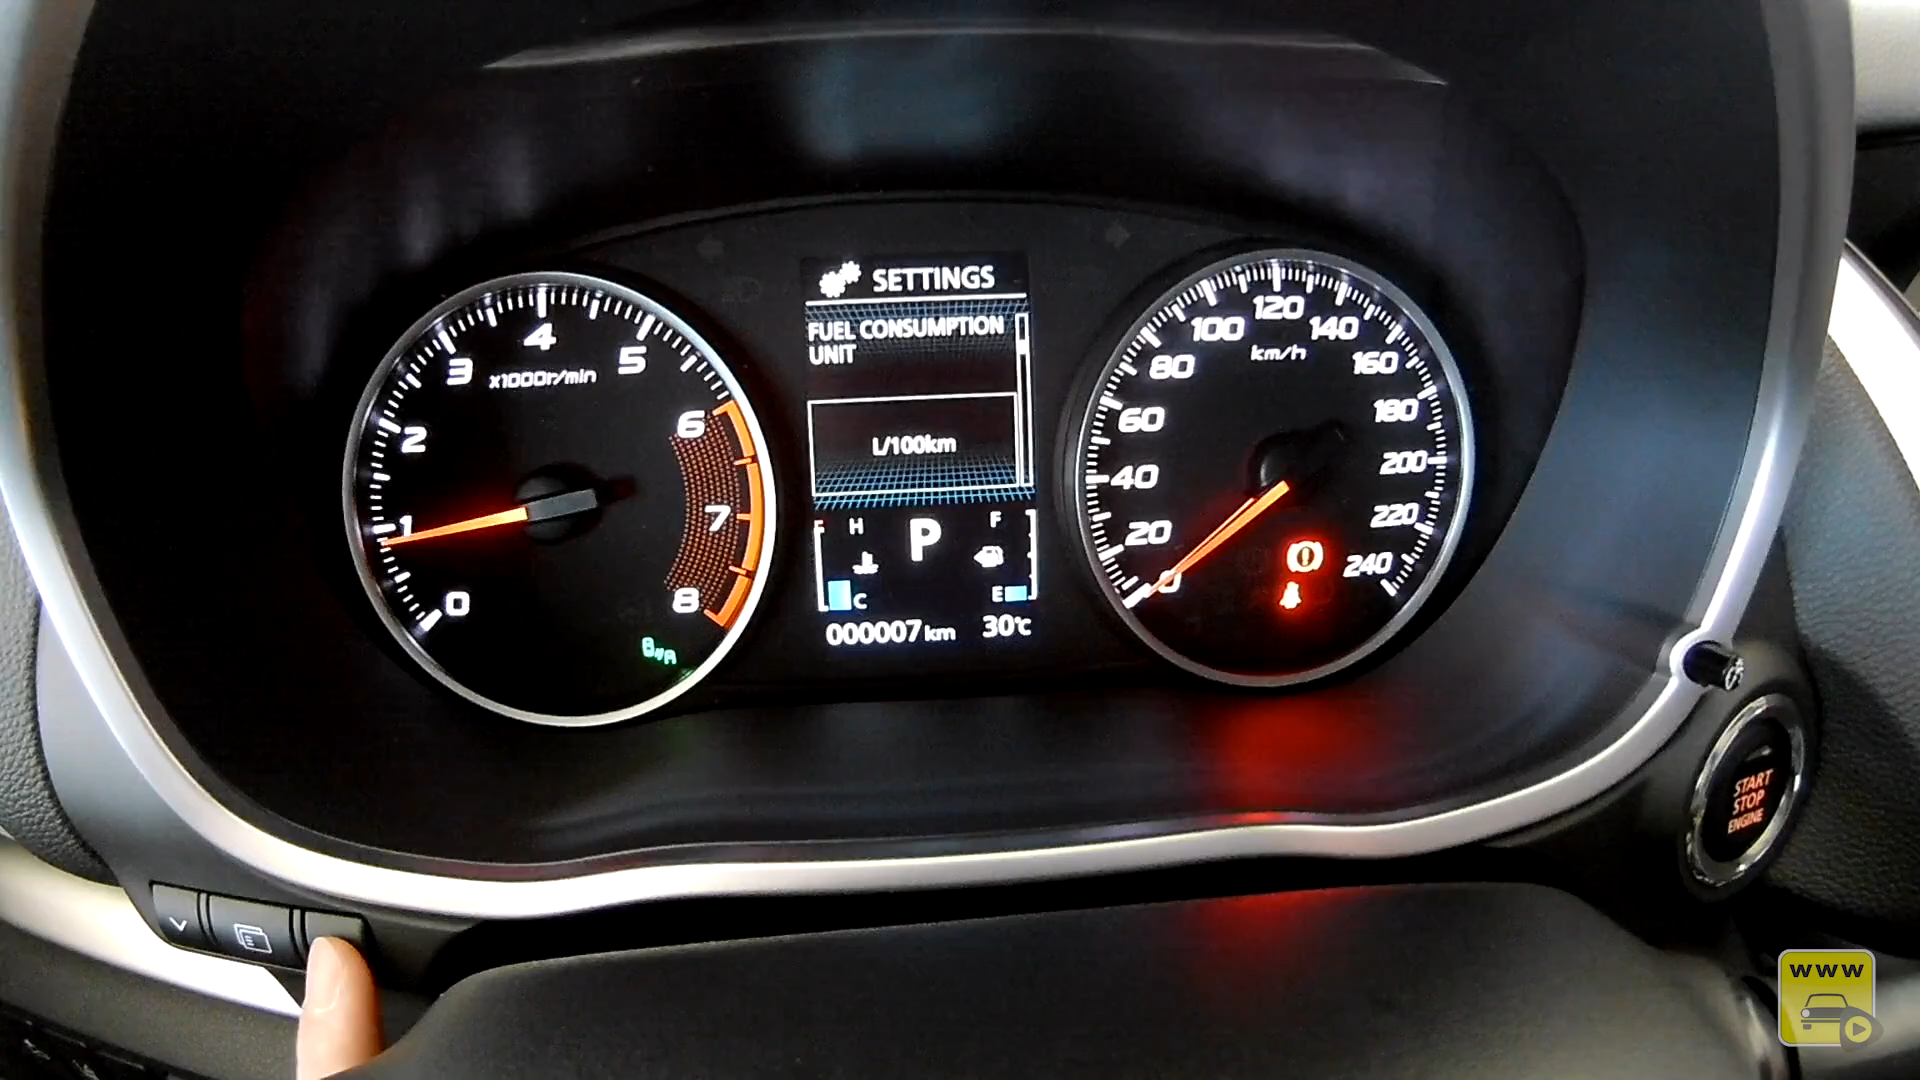 SETTINGS
FUEL CONSUMPTION
UNIT
L/100km
H
F
P
C
E
000007 km
30°C
0
1
2
3
4
5
6
7
8
x1000r/min
0
20
40
60
80
100
120
140
160
180
200
220
240
km/h
START
STOP
ENGINE
www